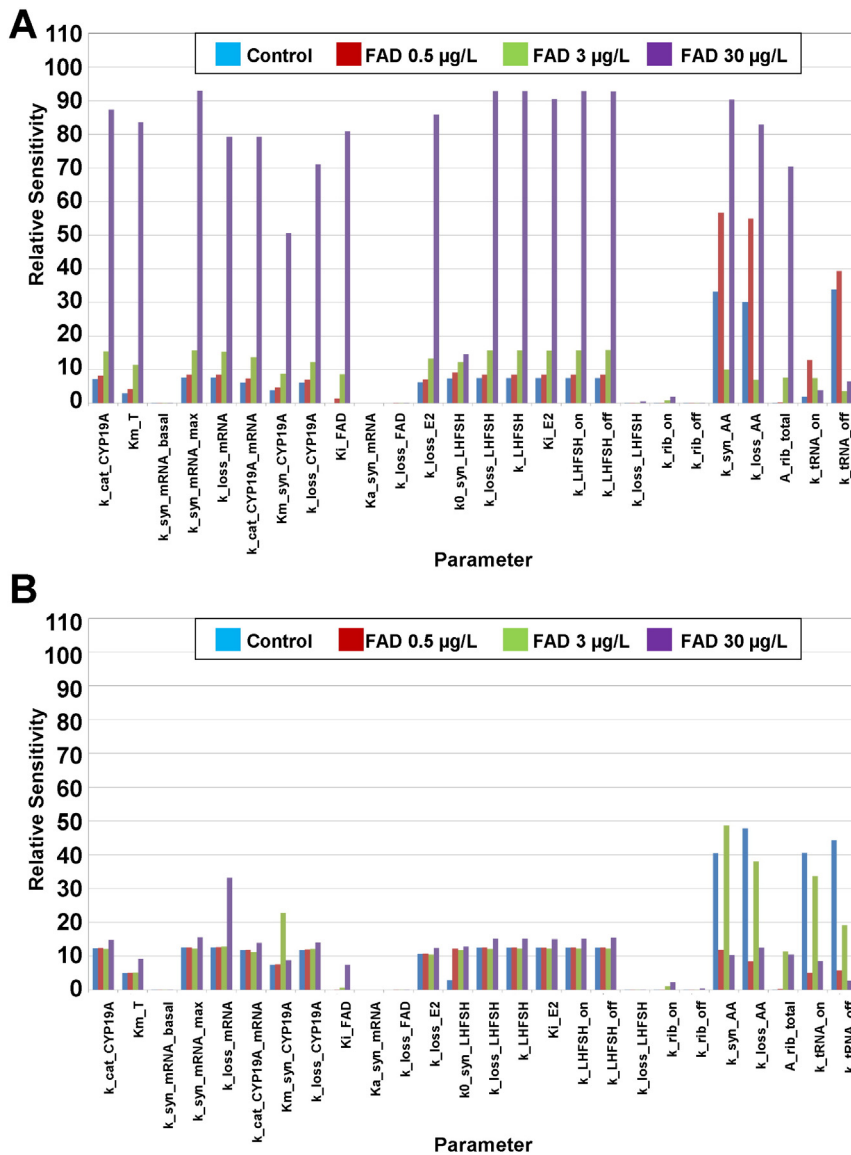 A
110
100
90
80
70
60
50
40
30
20
10
0
Relative Sensitivity
Control
FAD 0.5 µg/L
FAD 3 µg/L
FAD 30 µg/L
k_cat_CYP19A
Km_T
k_syn_mRNA_basal
k_syn_mRNA_max
k_loss_mRNA
k_cat_CYP19A_mRNA
Km_syn_CYP19A
k_loss_CYP19A
Ki_FAD
Ka_syn_mRNA
k_loss_FAD
k_loss_E2
k0_syn_LHFSH
k_loss_LHFSH
k_LHFSH
Ki_E2
k_LHFSH_on
k_LHFSH_off
k_loss_LHFSH
k_rib_on
k_rib_off
k_syn_AA
k_loss_AA
A_rib_total
k_tRNA_on
k_tRNA_off
Parameter
B
110
100
90
80
70
60
50
40
30
20
10
0
Relative Sensitivity
Control
FAD 0.5 µg/L
FAD 3 µg/L
FAD 30 µg/L
k_cat_CYP19A
Km_T
k_syn_mRNA_basal
k_syn_mRNA_max
k_loss_mRNA
k_cat_CYP19A_mRNA
Km_syn_CYP19A
k_loss_CYP19A
Ki_FAD
Ka_syn_mRNA
k_loss_FAD
k_loss_E2
k0_syn_LHFSH
k_loss_LHFSH
k_LHFSH
Ki_E2
k_LHFSH_on
k_LHFSH_off
k_loss_LHFSH
k_rib_on
k_rib_off
k_syn_AA
k_loss_AA
A_rib_total
k_tRNA_on
k_tRNA_off
Parameter